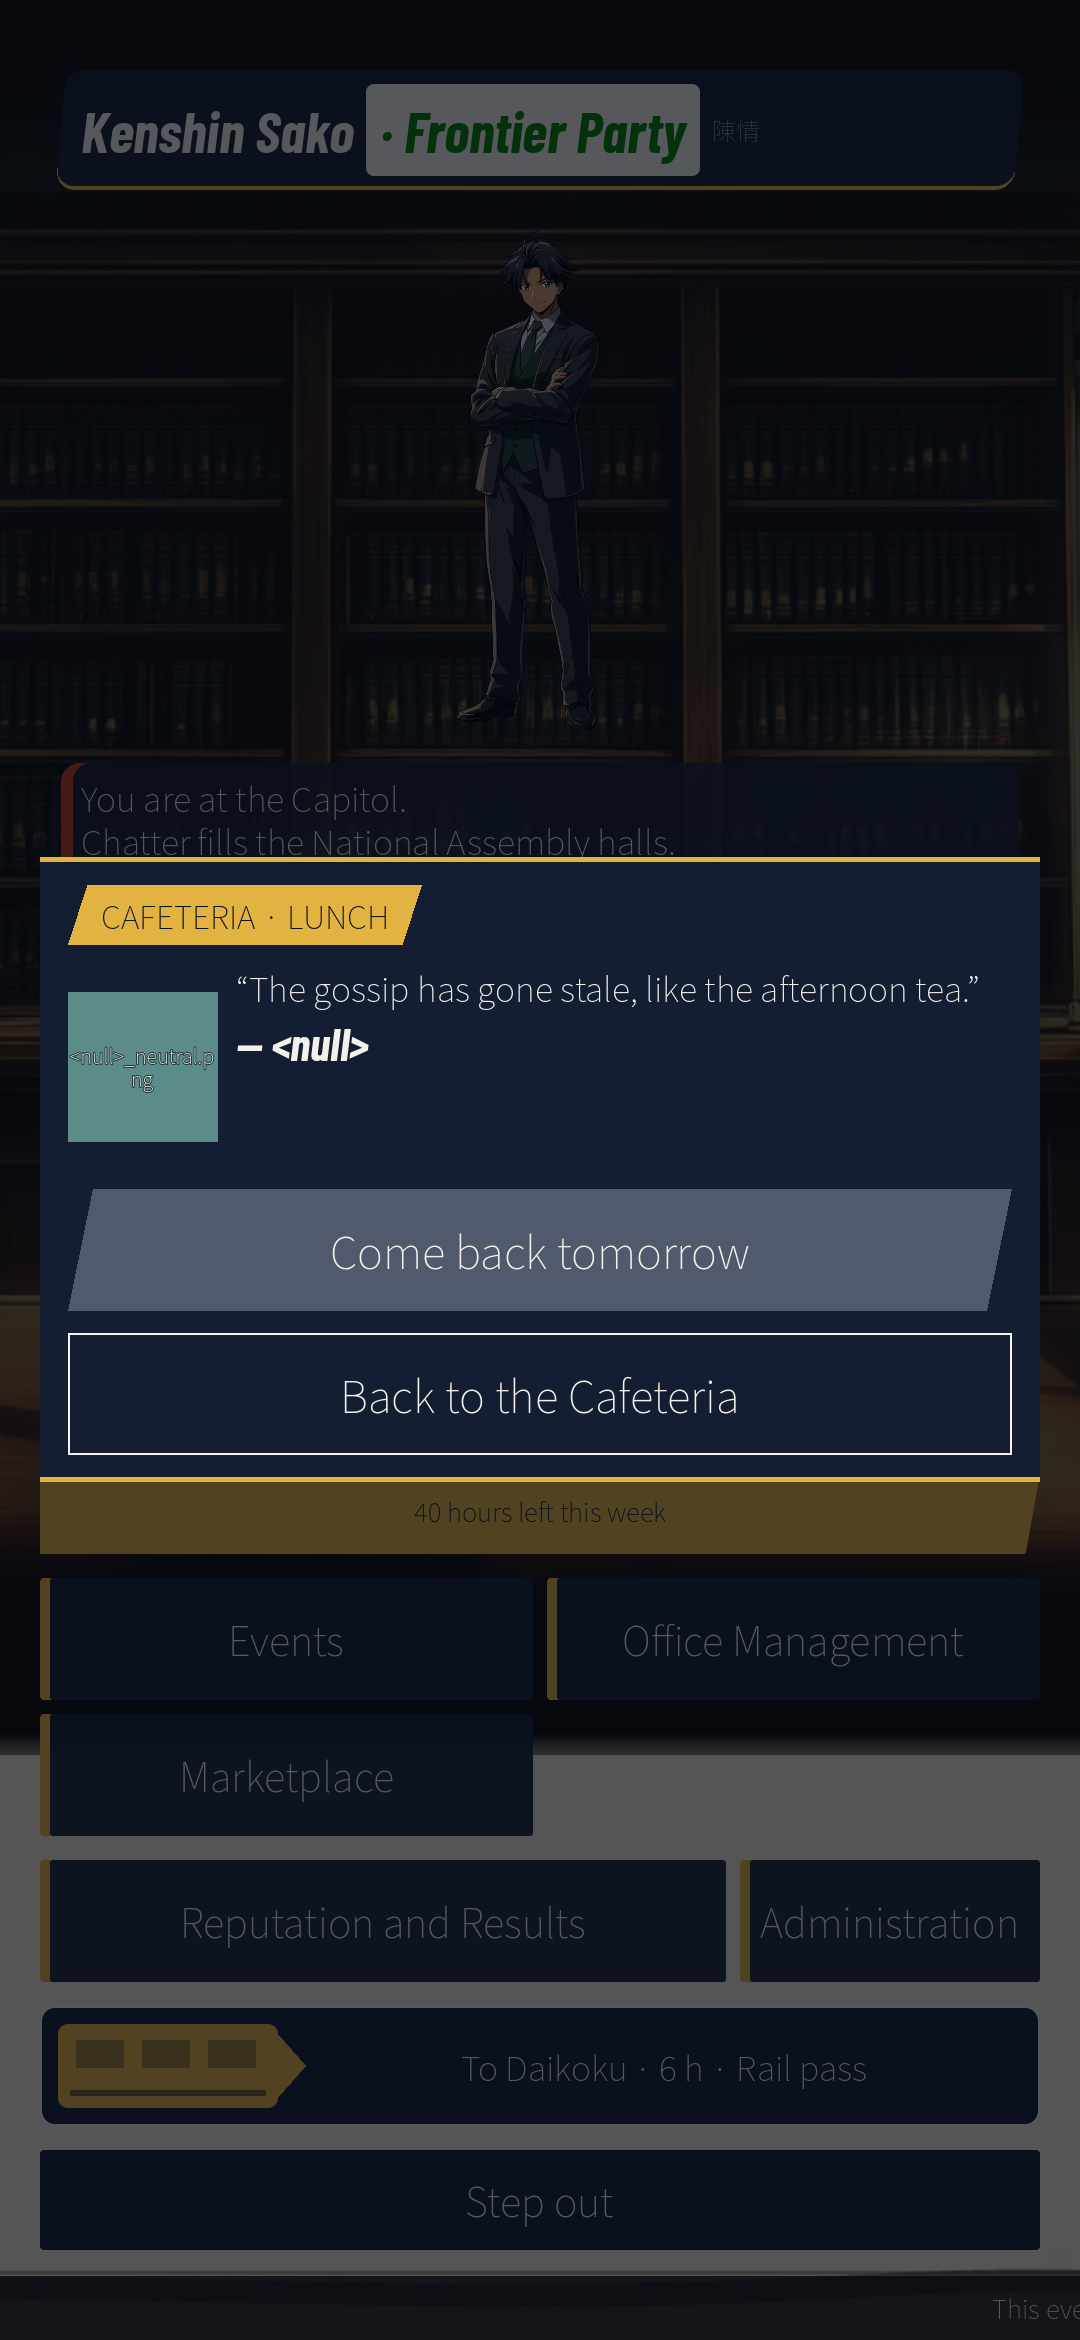 Kenshin Sako · Frontier Party 陳情
You are at the Capitol.
Chatter fills the National Assembly halls.
CAFETERIA · LUNCH
“The gossip has gone stale, like the afternoon tea.”
– <null>
<null>_neutral.p
ng
Come back tomorrow
Back to the Cafeteria
40 hours left this week
Events
Office Management
Marketplace
Reputation and Results
Administration
To Daikoku · 6 h · Rail pass
Step out
This eve